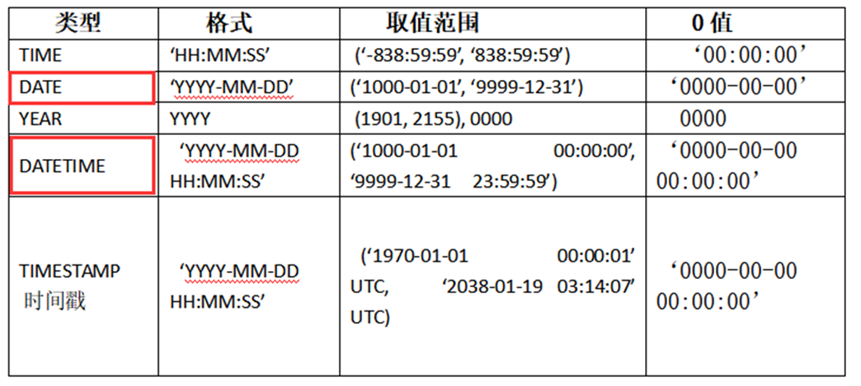 类型 格式 取值范围 0 值
TIME ‘HH:MM:SS’ (‘-838:59:59’, ‘838:59:59’) ‘00:00:00’
DATE ‘YYYY-MM-DD’ (‘1000-01-01’, ‘9999-12-31’) ‘0000-00-00’
YEAR YYYY (1901, 2155), 0000 0000
DATETIME
‘YYYY-MM-DD
HH:MM:SS’
(‘1000-01-01 00:00:00’,
‘9999-12-31 23:59:59’)
‘0000-00-00
00:00:00’
TIMESTAMP
时间戳
‘YYYY-MM-DD
HH:MM:SS’
(‘1970-01-01 00:00:01’
UTC, ‘2038-01-19 03:14:07’
UTC)
‘0000-00-00
00:00:00’